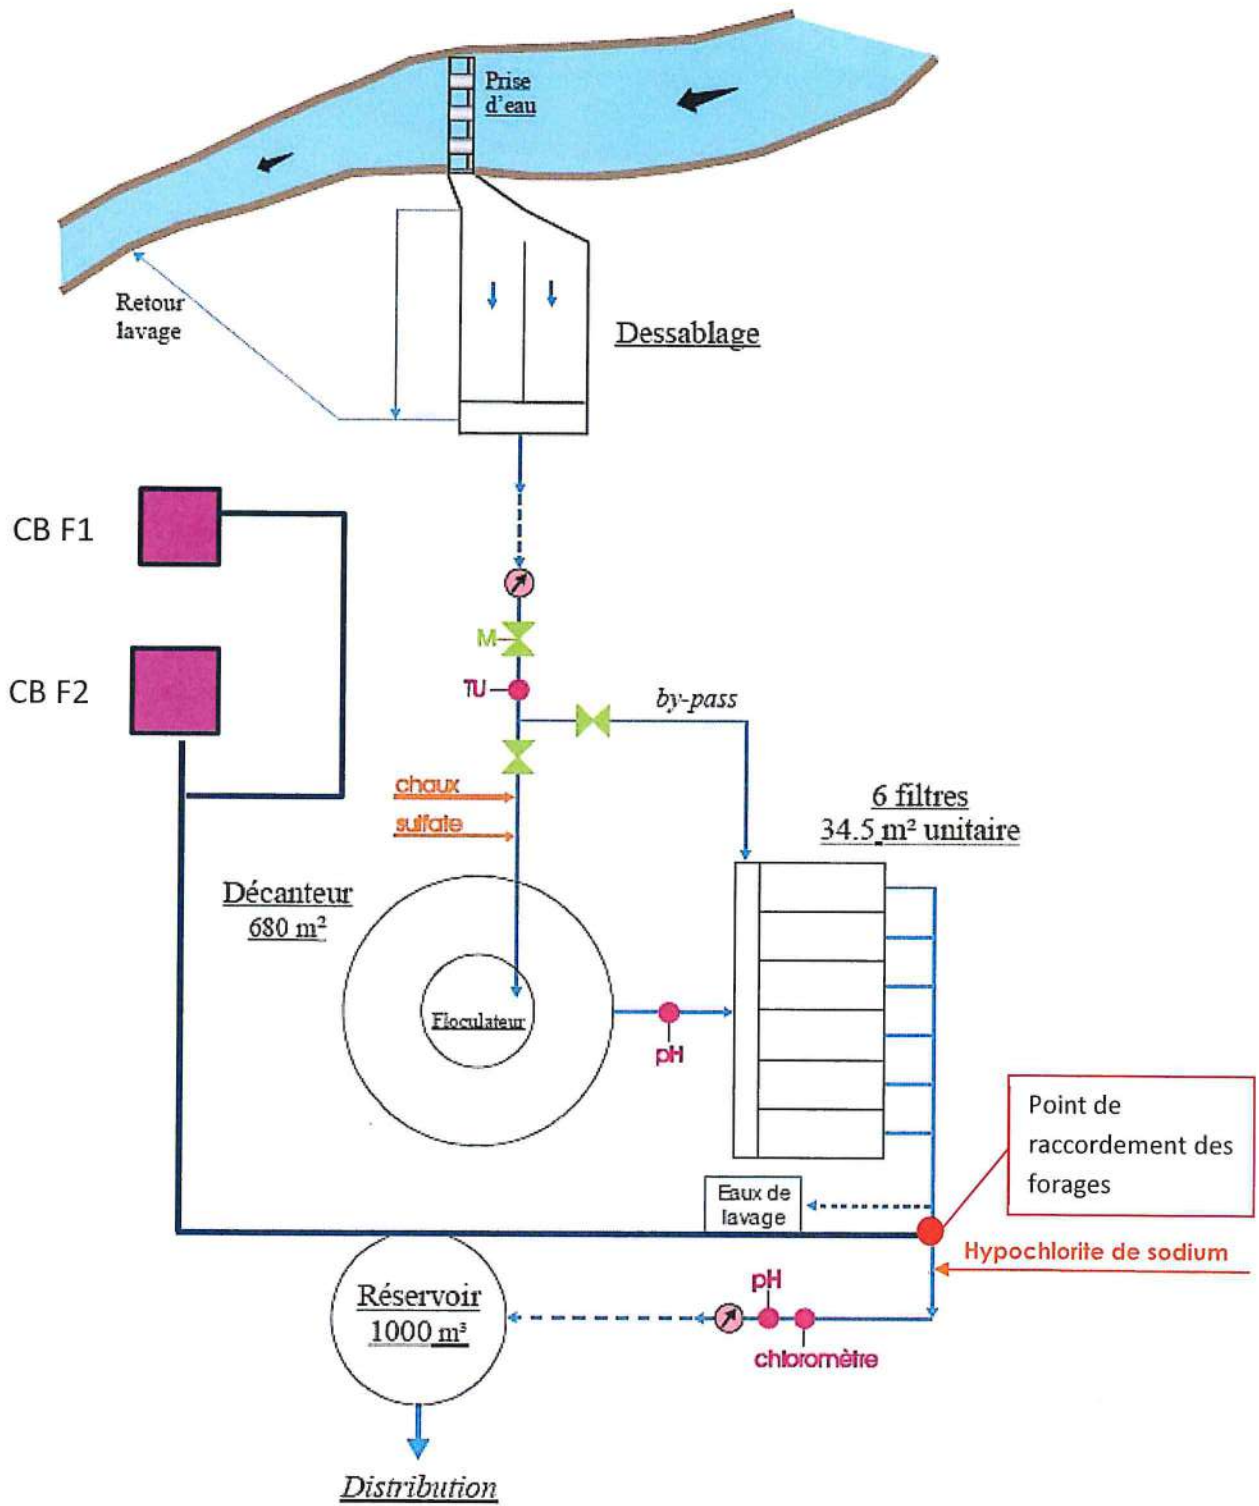 Prise
d'eau
Retour
lavage
Dessablage
CB F1
CB F2
M
TU
by-pass
chaux
sulfate
6 filtres
34.5 m² unitaire
Décanteur
680 m²
Floculateur
pH
Point de
raccordement des
forages
Eaux de
lavage
Hypochlorite de sodium
pH
chloromètre
Réservoir
1000 m³
Distribution